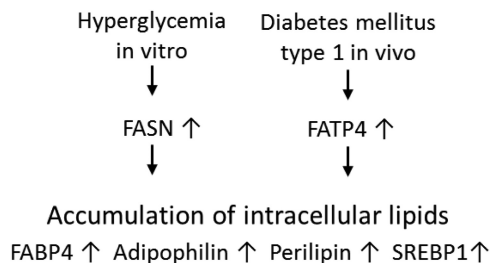 Hyperglycemia in vitro
Diabetes mellitus type 1 in vivo
FASN ↑
FATP4 ↑
Accumulation of intracellular lipids
FABP4 ↑ Adipophilin ↑ Perilipin ↑ SREBP1↑